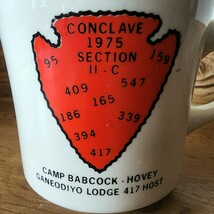 CONCLAVE
1975
SECTION
II-C
95 159
409 547
165
186 339
394
417
CAMP BABCOCK - HOVEY
GANEODIYO LODGE 417 HOST